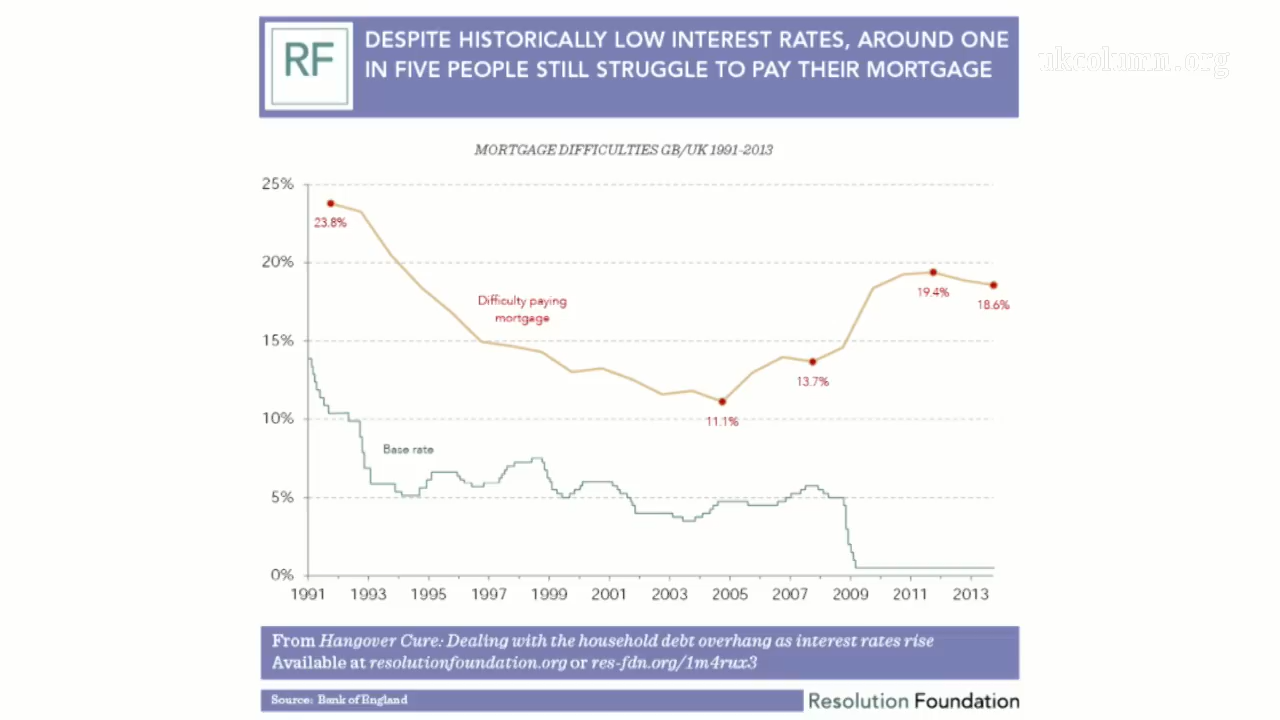 RF
DESPITE HISTORICALLY LOW INTEREST RATES, AROUND ONE
IN FIVE PEOPLE STILL STRUGGLE TO PAY THEIR MORTGAGE
ukcolumn.org
MORTGAGE DIFFICULTIES GB/UK 1991-2013
25%
20%
15%
10%
5%
0%
23.8%
Difficulty paying
mortgage
11.1%
13.7%
19.4%
18.6%
Base rate
1991 1993 1995 1997 1999 2001 2003 2005 2007 2009 2011 2013
From Hangover Cure: Dealing with the household debt overhang as interest rates rise
Available at resolutionfoundation.org or res-fdn.org/1m4rux3
Source: Bank of England
Resolution Foundation